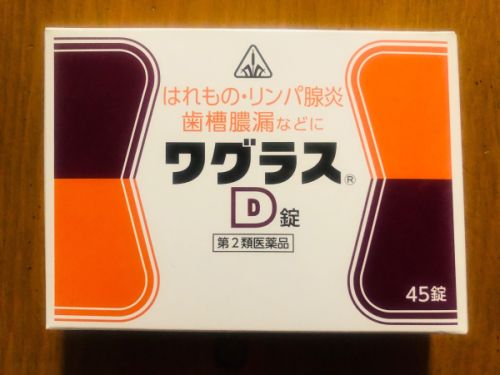 はれもの・リンパ腺炎
歯槽膿漏などに
ワグラス®
D錠
第2類医薬品
45錠